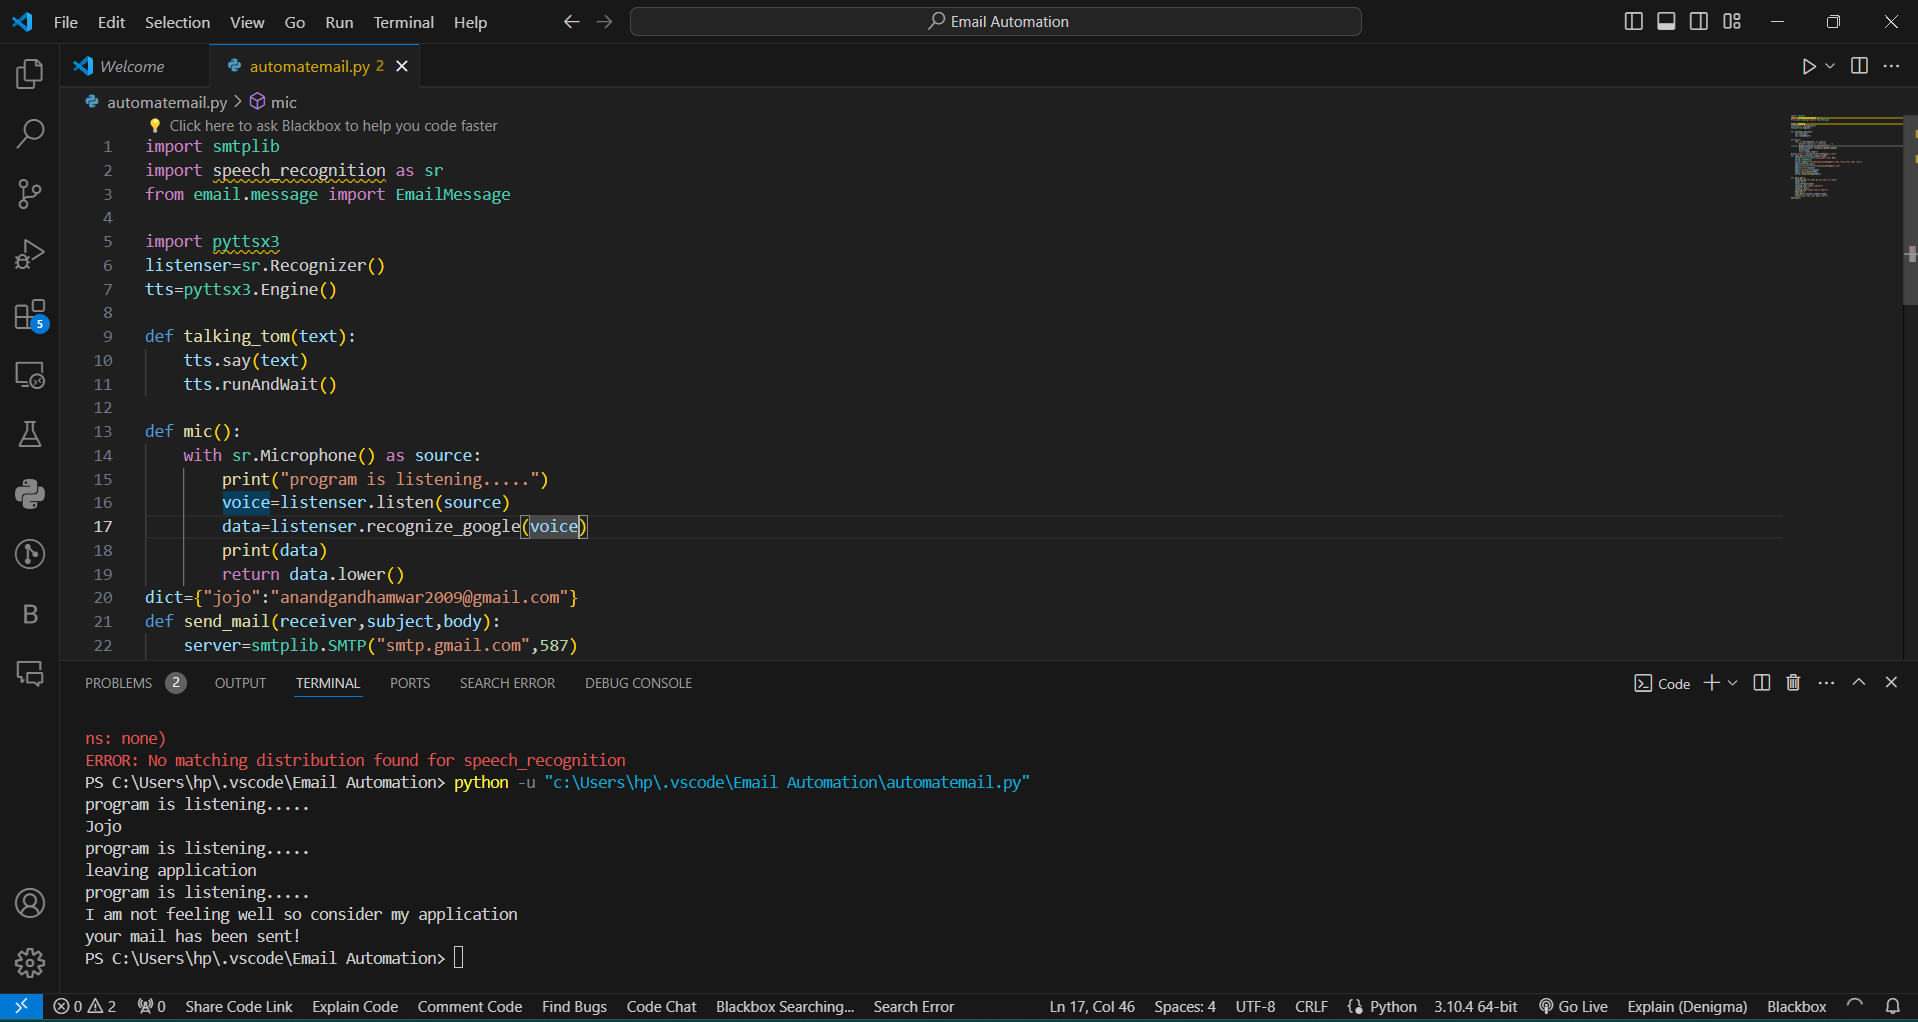 File Edit Selection View Go Run Terminal Help Email Automation
Welcome automatemail.py 2
automatemail.py > mic
Click here to ask Blackbox to help you code faster
1 import smtplib
2 import speech_recognition as sr
3 from email.message import EmailMessage
4
5 import pyttsx3
6 listenser=sr.Recognizer()
7 tts=pyttsx3.Engine()
8
9 def talking_tom(text):
10 tts.say(text)
11 tts.runAndWait()
12
13 def mic():
14 with sr.Microphone() as source:
15 print("program is listening.....")
16 voice=listenser.listen(source)
17 data=listenser.recognize_google(voice)
18 print(data)
19 return data.lower()
20 dict={"jojo":"anandgandhamwar2009@gmail.com"}
21 def send_mail(receiver,subject,body):
22 server=smtplib.SMTP("smtp.gmail.com",587)
PROBLEMS 2 OUTPUT TERMINAL PORTS SEARCH ERROR DEBUG CONSOLE Code
ns: none)
ERROR: No matching distribution found for speech_recognition
PS C:\Users\hp\.vscode\Email Automation> python -u "c:\Users\hp\.vscode\Email Automation\automatemail.py"
program is listening.....
Jojo
program is listening.....
leaving application
program is listening.....
I am not feeling well so consider my application
your mail has been sent!
PS C:\Users\hp\.vscode\Email Automation>
5
B
0 2 0 Share Code Link Explain Code Comment Code Find Bugs Code Chat Blackbox Searching... Search Error Ln 17, Col 46 Spaces: 4 UTF-8 CRLF Python 3.10.4 64-bit Go Live Explain (Denigma) Blackbox